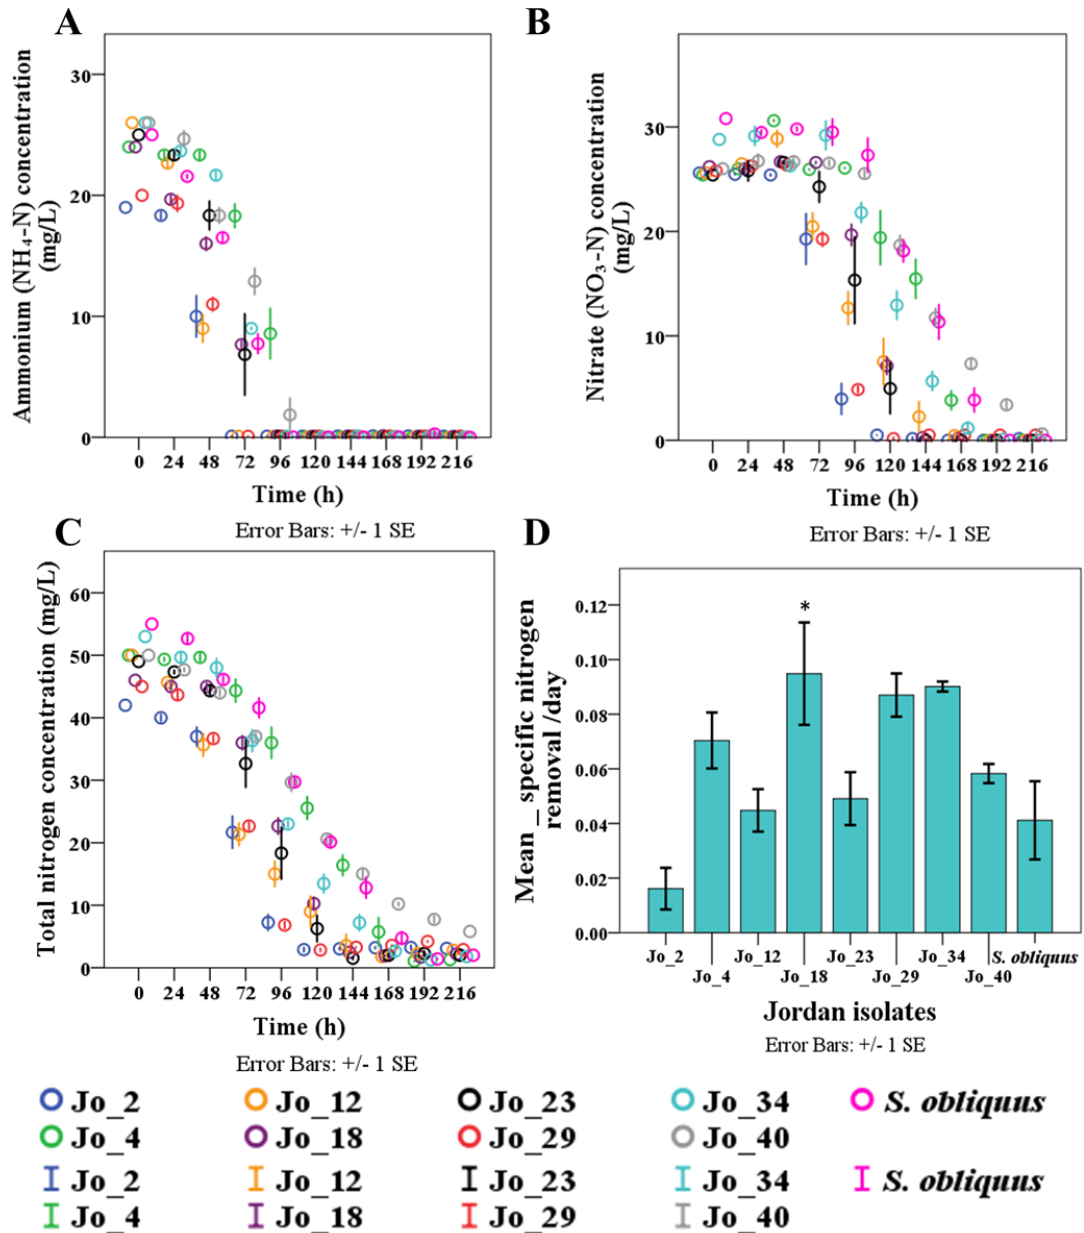 A
Ammonium (NH₄-N) concentration
(mg/L)
30
20
10
0
0 24 48 72 96 120 144 168 192 216
Time (h)
Error Bars: +/- 1 SE
B
Nitrate (NO₃-N) concentration
(mg/L)
30
20
10
0
0 24 48 72 96 120 144 168 192 216
Time (h)
Error Bars: +/- 1 SE
C
Total nitrogen concentration (mg/L)
60
50
40
30
20
10
0
0 24 48 72 96 120 144 168 192 216
Time (h)
Error Bars: +/- 1 SE
D
Mean _ specific nitrogen
removal /day
0.12
0.10
0.08
0.06
0.04
0.02
0.00
*
Jo_2 Jo_12 Jo_23 Jo_34 S. obliquus
Jo_4 Jo_18 Jo_29 Jo_40
Jordan isolates
Error Bars: +/- 1 SE
Jo_2 Jo_12 Jo_23 Jo_34 S. obliquus
Jo_4 Jo_18 Jo_29 Jo_40
Jo_2 Jo_12 Jo_23 Jo_34 S. obliquus
Jo_4 Jo_18 Jo_29 Jo_40